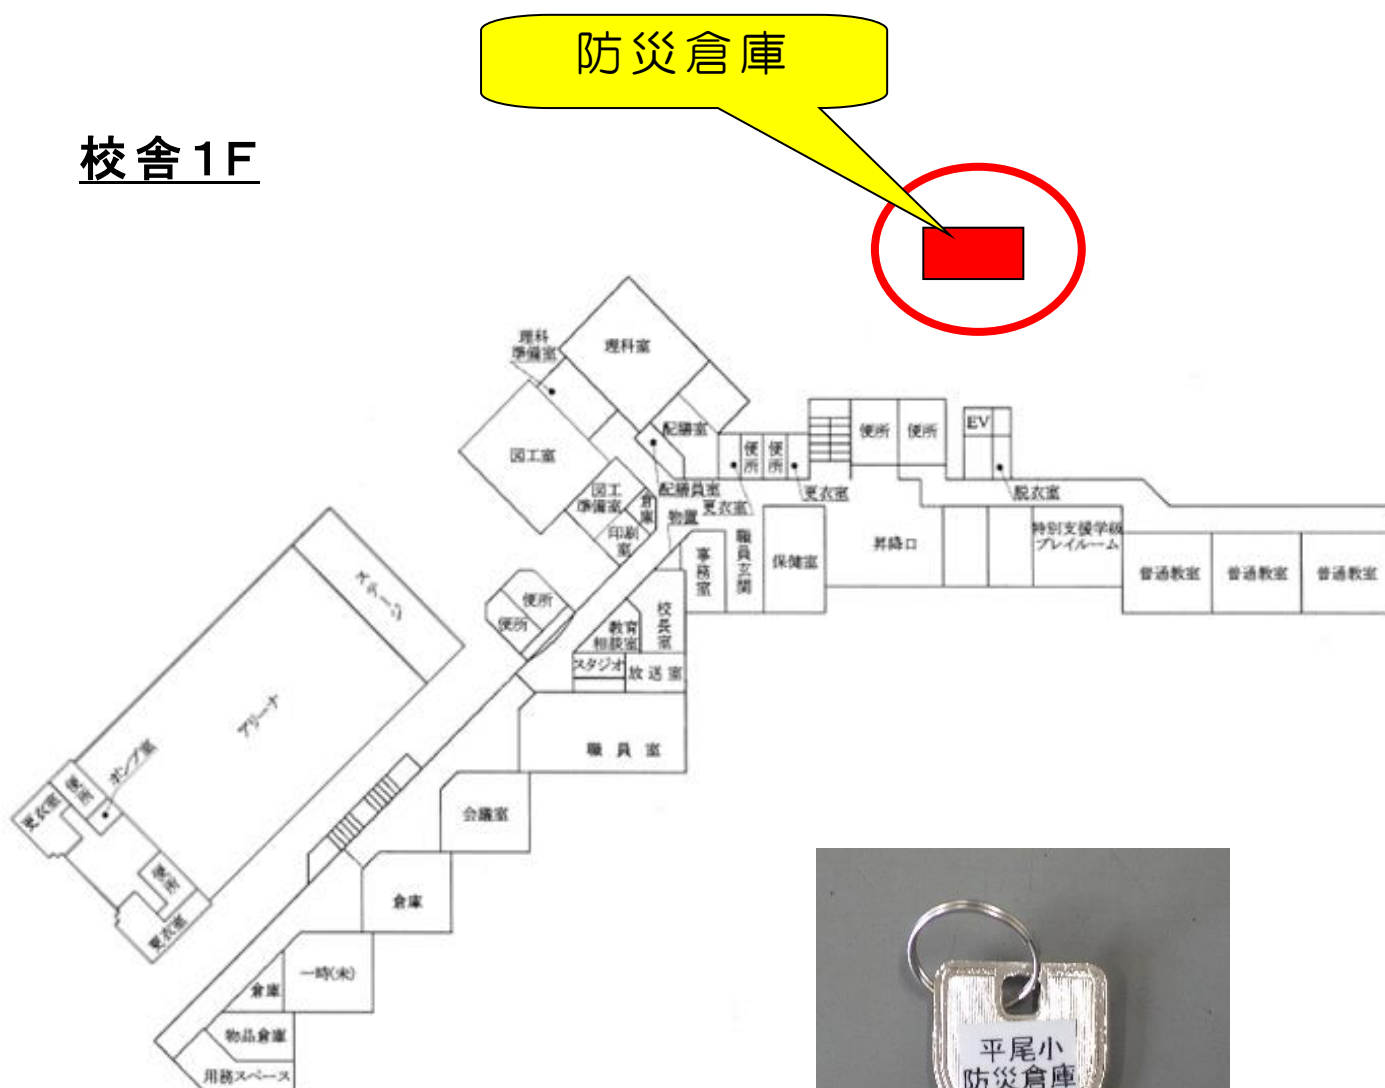 防災倉庫
校舎1F
理科
準備室
理科室
図工室
配膳室
便所
便所
便所
便所
EV
脱衣室
更衣室
配膳員室
更衣室
図工
準備室
倉庫
物置
印刷室
事務室
職員玄関
保健室
昇降口
特別支援学級
プレイルーム
普通教室
普通教室
普通教室
ステージ
便所
便所
教育
相談室
校長室
スタジオ
放送室
アリーナ
職員室
ポンプ室
便所
更衣室
会議室
便所
更衣室
倉庫
一時(未)
倉庫
物品倉庫
用務スペース
平尾小
防災倉庫